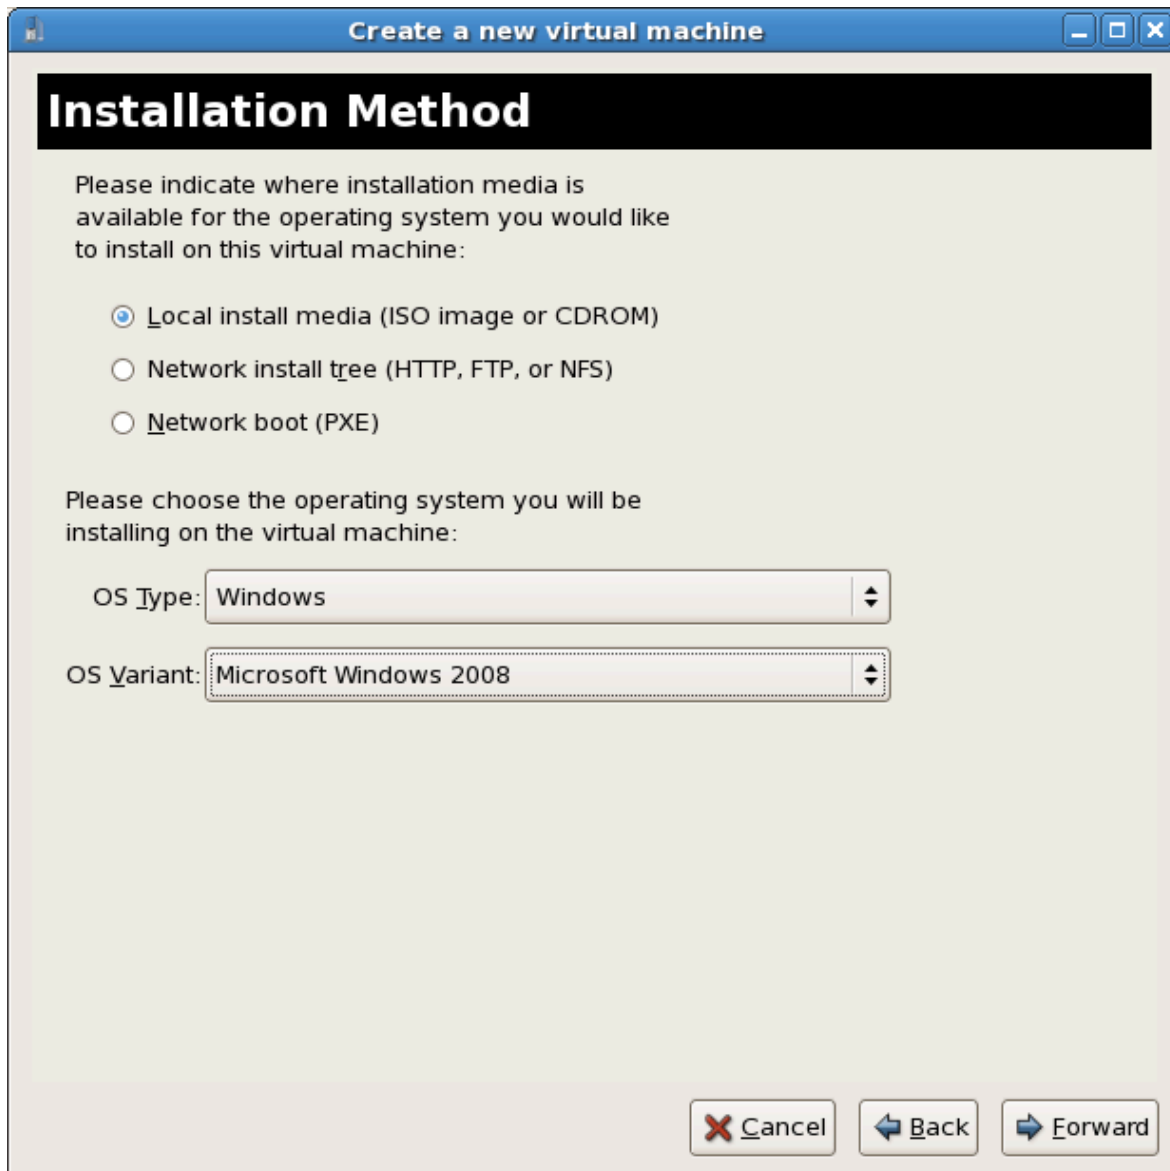 Create a new virtual machine
Installation Method
Please indicate where installation media is
available for the operating system you would like
to install on this virtual machine:
Local install media (ISO image or CDROM)
Network install tree (HTTP, FTP, or NFS)
Network boot (PXE)
Please choose the operating system you will be
installing on the virtual machine:
OS Type: Windows
OS Variant: Microsoft Windows 2008
Cancel Back Forward